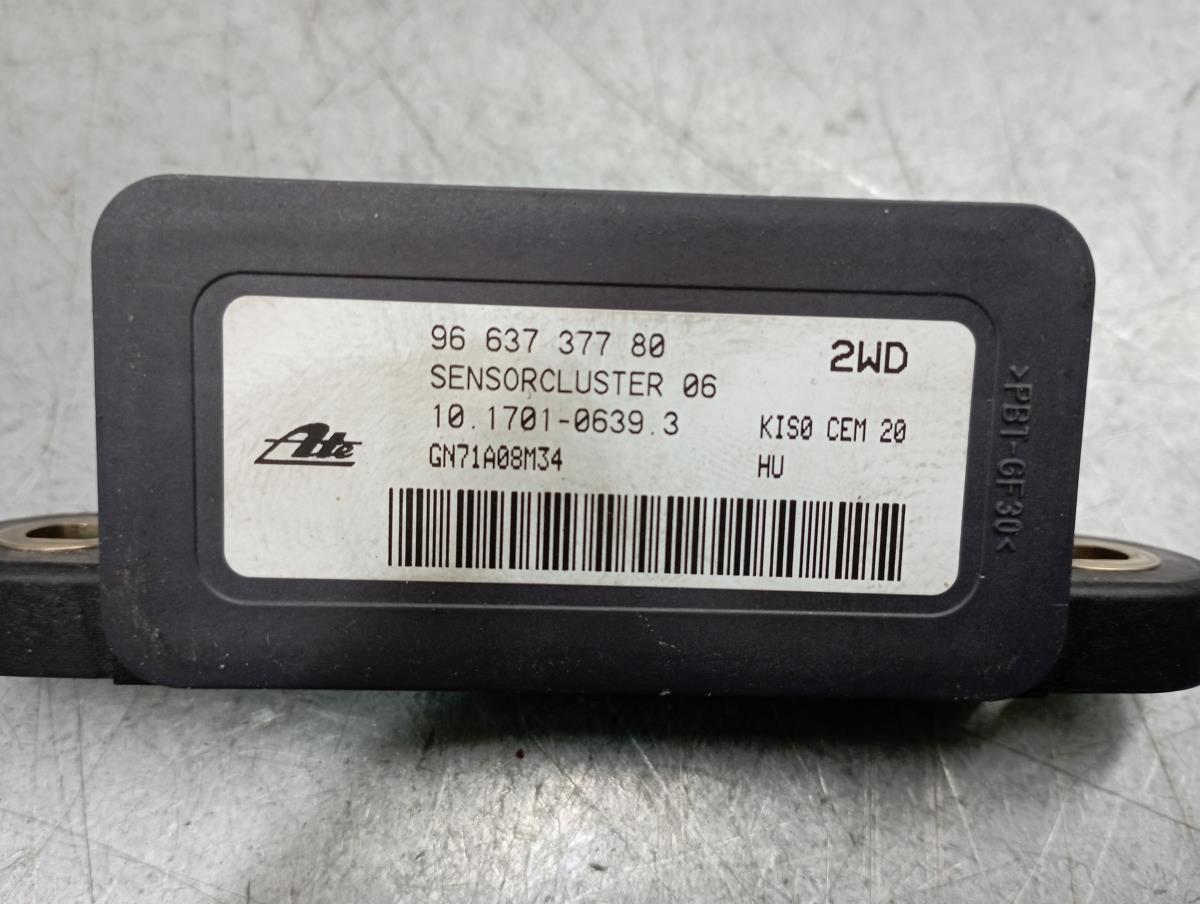 96 637 377 80
2WD
SENSORCLUSTER 06
10.1701-0639.3
KIS0 CEM 20
Ate
GN71A08M34
HU
>PBT-GF30<